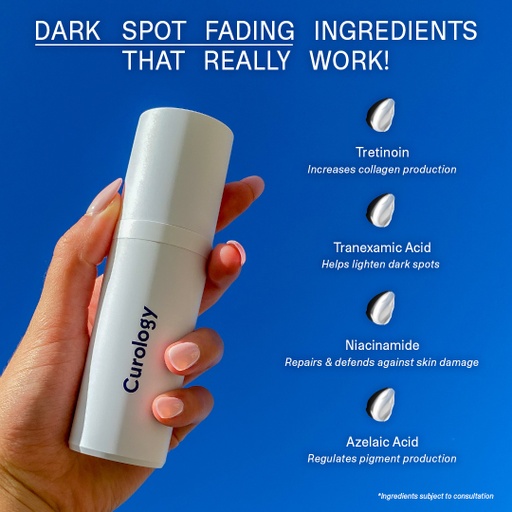 DARK SPOT FADING INGREDIENTS
THAT REALLY WORK!
Tretinoin
Increases collagen production
Tranexamic Acid
Helps lighten dark spots
Curology
Niacinamide
Repairs & defends against skin damage
Azelaic Acid
Regulates pigment production
*Ingredients subject to consultation